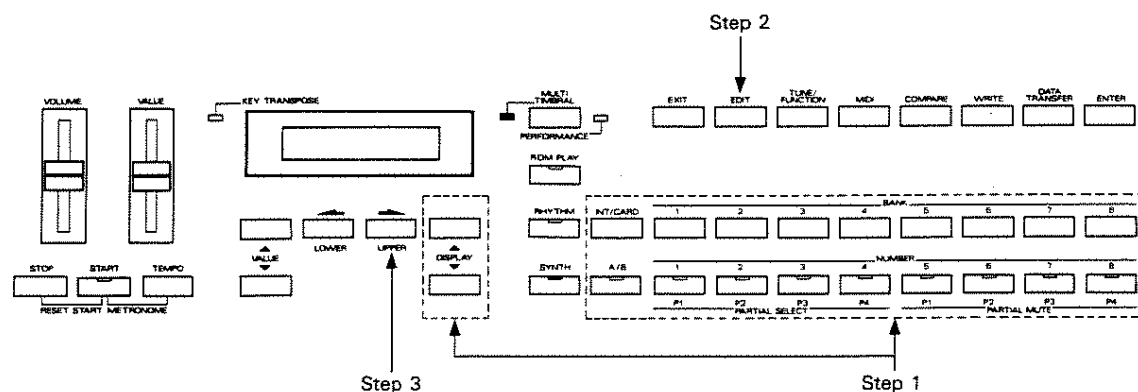 Step 2
VOLUME VALUE KEY TRANSPOSE MULTI TIMBRAL EXIT EDIT TUNE/FUNCTION MIDI COMPARE WRITE DATA TRANSFER ENTER
PERFORMANCE
ROM PLAY
RHYTHM INT/CARD BANK
1 2 3 4 5 6 7 8
LOWER UPPER
VALUE DISPLAY
STOP START TEMPO SYNTH A/B NUMBER
1 2 3 4 5 6 7 8
RESET START METRONOME
P1 P2 P3 P4 P1 P2 P3 P4
PARTIAL SELECT PARTIAL MUTE
Step 3 Step 1